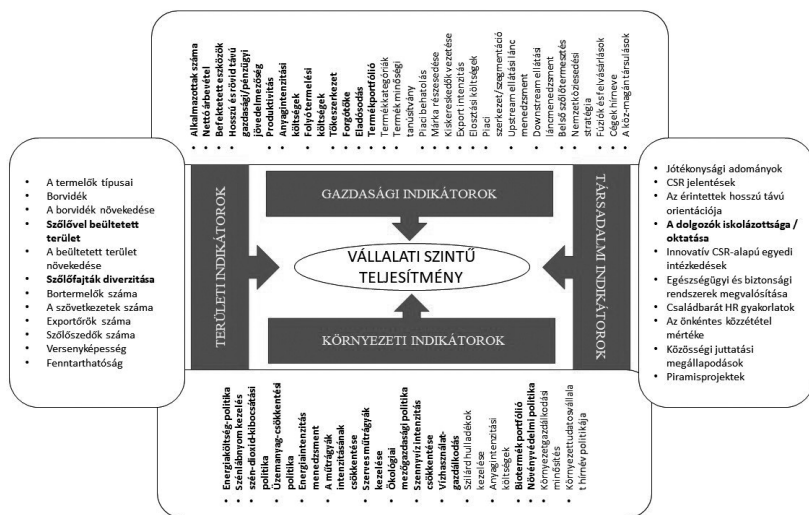 Alkalmazottak száma
Nettó árbevétel
Befektetett eszközök
Hosszú és rövid távú
gazdasági/pénzügyi
jövedelmezőség
Produktivitás
Anyagintenzitási
költségek
Folyó termelési
költségek
Tőkeszerkezet
Forgótőke
Eladósodás
Termékportfólió
Termékkategóriák
Termék minőségi
tanúsítvány
Piaci behatolás
Márka részesedése
Kiskereskedők vezetése
Export intenzitás
Elosztási költségek
Piaci
szerkezet/szegmentáció
Upstream ellátási lánc
menedzsment
Downstream ellátási
láncmenedzsment
Belső szőlőtermesztés
Nemzetköziesedési
stratégia
Fúziók és felvásárlások
Cégek hírneve
A köz-magán társulások
A termelők típusai
Borvidék
A borvidék növekedése
Szőlővel beültetett
terület
A beültetett terület
növekedése
Szőlőfajták diverzitása
Bortermelők száma
A szövetkezetek száma
Exportőrök száma
Szőlőszedők száma
Versenyképesség
Fenntarthatóság
TERÜLETI INDIKÁTOROK
GAZDASÁGI INDIKÁTOROK
VÁLLALATI SZINTŰ
TELJESÍTMÉNY
KÖRNYEZETI INDIKÁTOROK
TÁRSADALMI INDIKÁTOROK
Jótékonysági adományok
CSR jelentések
Az érintettek hosszú távú
orientációja
A dolgozók iskolázottsága /
oktatása
Innovatív CSR-alapú egyedi
intézkedések
Egészségügyi és biztonsági
rendszerek megvalósítása
Családbarát HR gyakorlatok
Az önkéntes közzététel
mértéke
Közösségi juttatási
megállapodások
Piramisprojektek
Energiaköltség-politika
Szénlábnyom kezelés
szén-dioxid-kibocsátási
politika
Üzemanyag-csökkentési
politika
Energiaintenzitás
menedzsment
A műtrágyák
intenzitásának
csökkentése
Szerves műtrágyák
kezelése
Ökológiai
mezőgazdasági politika
Szennyvíz intenzitás
csökkentése
Vízhasználat-
gazdálkodás
Szilárd hulladékok
kezelése
Anyagintenzitási
költségek
Biotermék portfólió
Növényvédelmi politika
Környezetgazdálkodási
minősítés
Környezettudatos vállala
t hírnév politikája